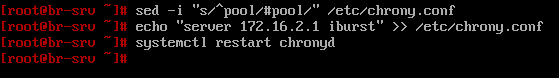 [root@br-srv ~]# sed -i "s/^pool/#pool/" /etc/chrony.conf
[root@br-srv ~]# echo "server 172.16.2.1 iburst" >> /etc/chrony.conf
[root@br-srv ~]# systemctl restart chronyd
[root@br-srv ~]#